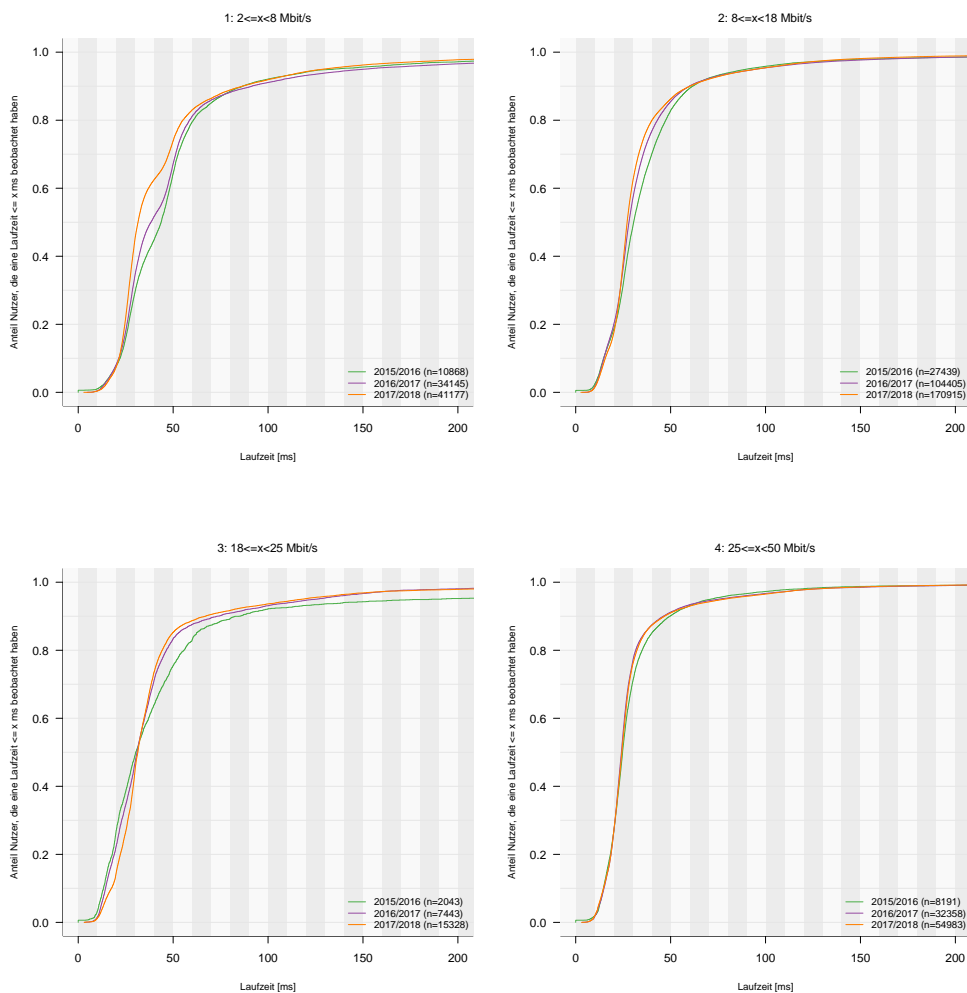 1: 2<=x<8 Mbit/s
Anteil Nutzer, die eine Laufzeit <= x ms beobachtet haben
1.0
0.8
0.6
0.4
0.2
0.0
2015/2016 (n=10868)
2016/2017 (n=34145)
2017/2018 (n=41177)
0 50 100 150 200
Laufzeit [ms]
2: 8<=x<18 Mbit/s
Anteil Nutzer, die eine Laufzeit <= x ms beobachtet haben
1.0
0.8
0.6
0.4
0.2
0.0
2015/2016 (n=27439)
2016/2017 (n=104405)
2017/2018 (n=170915)
0 50 100 150 200
Laufzeit [ms]
3: 18<=x<25 Mbit/s
Anteil Nutzer, die eine Laufzeit <= x ms beobachtet haben
1.0
0.8
0.6
0.4
0.2
0.0
2015/2016 (n=2043)
2016/2017 (n=7443)
2017/2018 (n=15328)
0 50 100 150 200
Laufzeit [ms]
4: 25<=x<50 Mbit/s
Anteil Nutzer, die eine Laufzeit <= x ms beobachtet haben
1.0
0.8
0.6
0.4
0.2
0.0
2015/2016 (n=8191)
2016/2017 (n=32358)
2017/2018 (n=54983)
0 50 100 150 200
Laufzeit [ms]